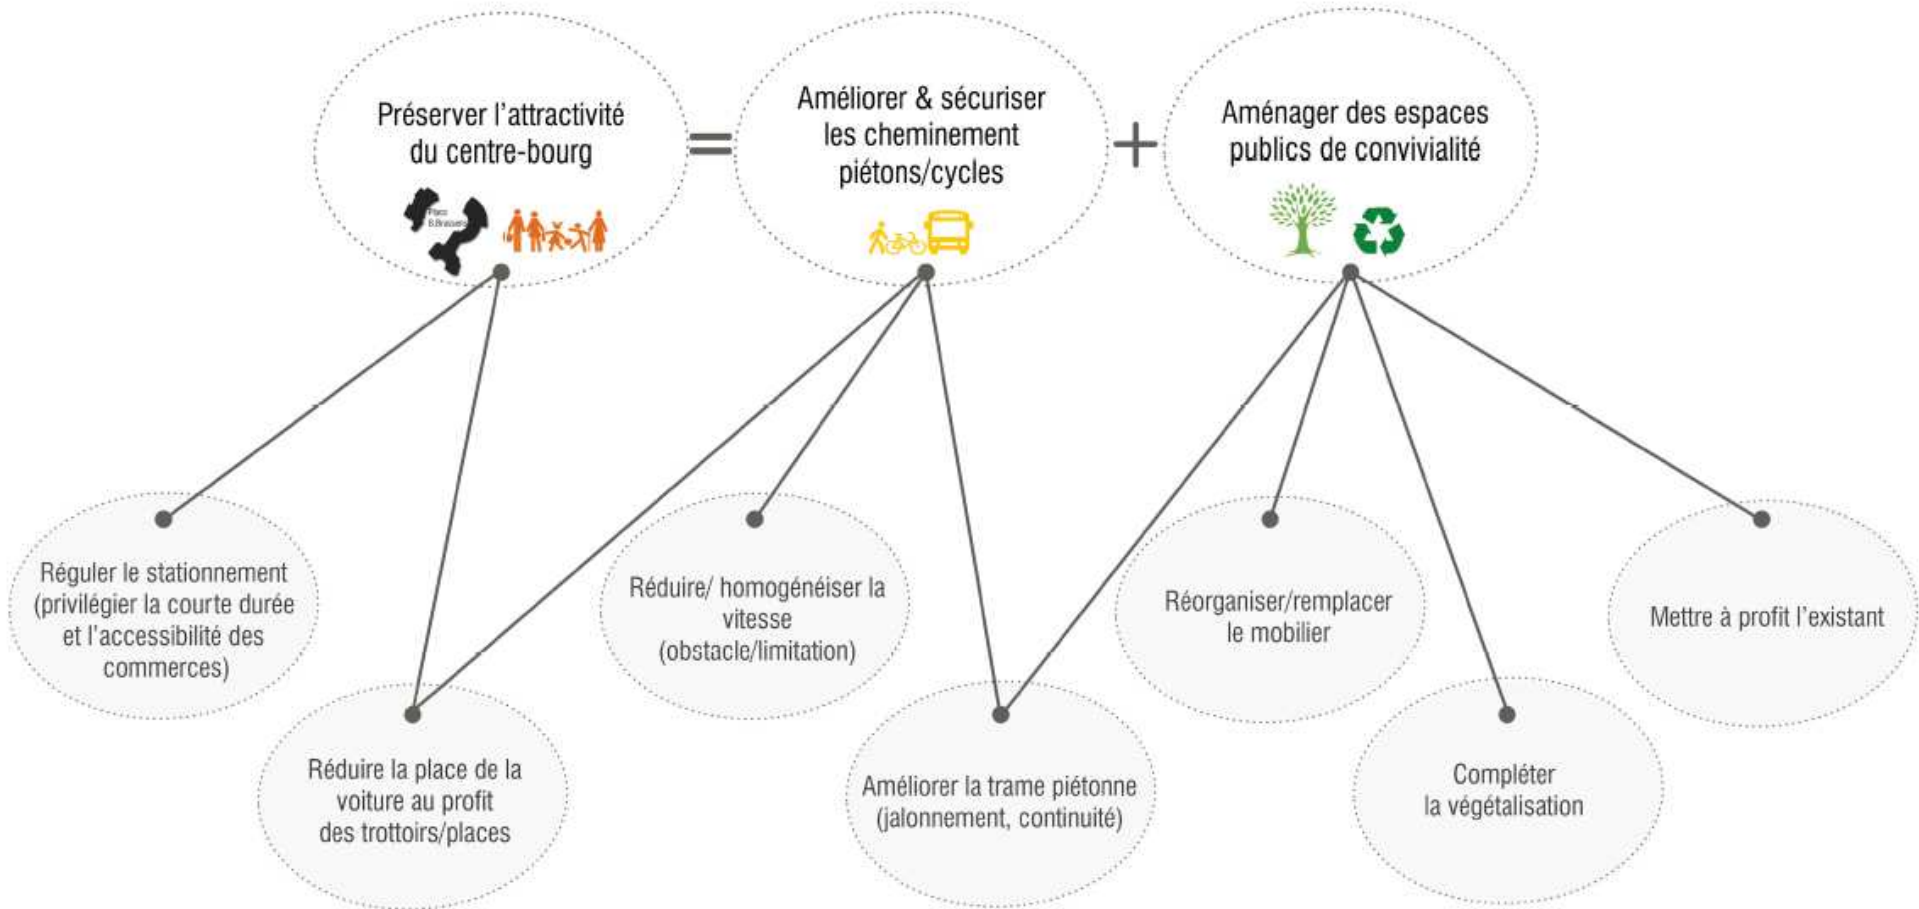 Préserver l'attractivité
du centre-bourg
Place
B.Brassens
=
Améliorer & sécuriser
les cheminement
piétons/cycles
+
Aménager des espaces
publics de convivialité
Réguler le stationnement
(privilégier la courte durée
et l'accessibilité des
commerces)
Réduire la place de la
voiture au profit
des trottoirs/places
Réduire/ homogénéiser la
vitesse
(obstacle/limitation)
Améliorer la trame piétonne
(jalonnement, continuité)
Réorganiser/remplacer
le mobilier
Compléter
la végétalisation
Mettre à profit l'existant